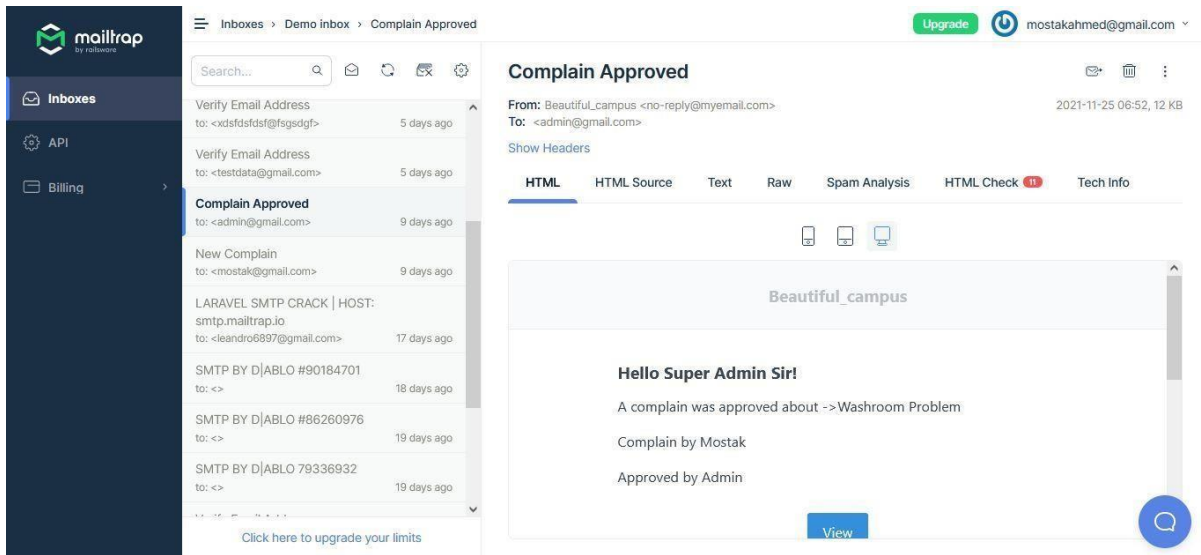 mailtrap
by railsware
Inboxes
API
Billing
Inboxes › Demo inbox › Complain Approved
Upgrade
mostakahmed@gmail.com
Search...
Verify Email Address
to: <xdsfdsfdsf@fsgsdgf>
5 days ago
Verify Email Address
to: <testdata@gmail.com>
5 days ago
Complain Approved
to: <admin@gmail.com>
9 days ago
New Complain
to: <mostak@gmail.com>
9 days ago
LARAVEL SMTP CRACK | HOST:
smtp.mailtrap.io
to: <leandro6897@gmail.com>
17 days ago
SMTP BY D|ABLO #90184701
to: <>
18 days ago
SMTP BY D|ABLO #86260976
to: <>
19 days ago
SMTP BY D|ABLO 79336932
to: <>
19 days ago
Click here to upgrade your limits
Complain Approved
From: Beautiful_campus <no-reply@myemail.com>
2021-11-25 06:52, 12 KB
To: <admin@gmail.com>
Show Headers
HTML
HTML Source
Text
Raw
Spam Analysis
HTML Check 11
Tech Info
Beautiful_campus
Hello Super Admin Sir!
A complain was approved about ->Washroom Problem
Complain by Mostak
Approved by Admin
View